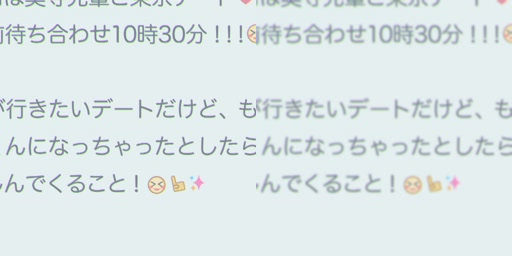 待ち合わせ10時30分!!! 待ち合わせ10時30分!!!
が行きたいデートだけど、も が行きたいデートだけど、も
んになっちゃったとしたら んになっちゃったとしたら
んでくること!😆👍✨ んでくること!😆👍✨